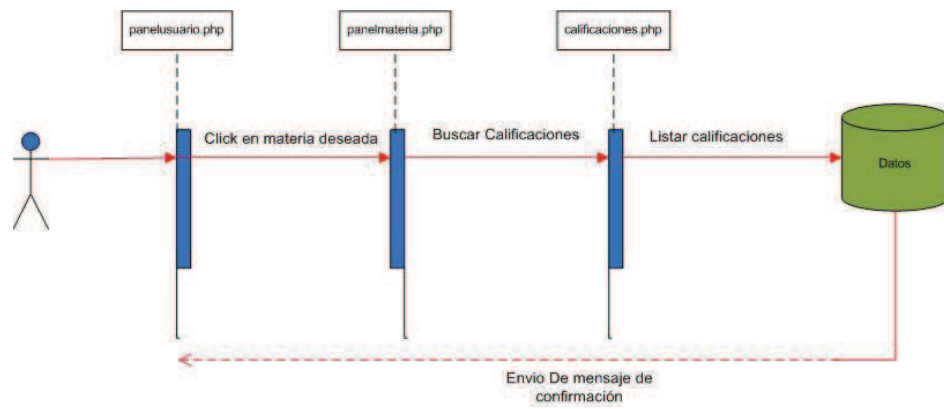 panelusuario.php
panelmateria.php
calificaciones.php
Click en materia deseada
Buscar Calificaciones
Listar calificaciones
Datos
Envio De mensaje de
confirmación